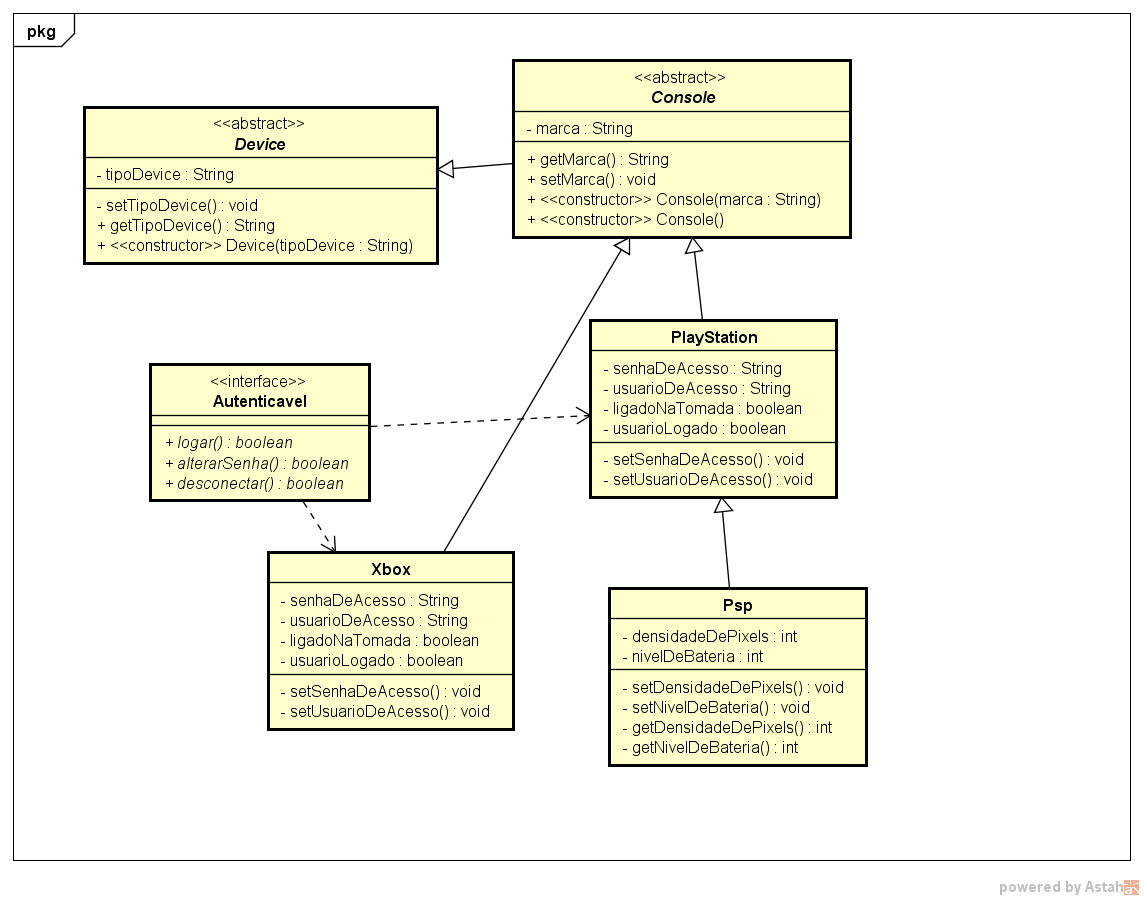 pkg
<<abstract>>
Device
- tipoDevice : String
- setTipoDevice() : void
+ getTipoDevice() : String
+ <<constructor>> Device(tipoDevice : String)
<<abstract>>
Console
- marca : String
+ getMarca() : String
+ setMarca() : void
+ <<constructor>> Console(marca : String)
+ <<constructor>> Console()
<<interface>>
Autenticavel
+ logar() : boolean
+ alterarSenha() : boolean
+ desconectar() : boolean
PlayStation
- senhaDeAcesso : String
- usuarioDeAcesso : String
- ligadoNaTomada : boolean
- usuarioLogado : boolean
- setSenhaDeAcesso() : void
- setUsuarioDeAcesso() : void
Xbox
- senhaDeAcesso : String
- usuarioDeAcesso : String
- ligadoNaTomada : boolean
- usuarioLogado : boolean
- setSenhaDeAcesso() : void
- setUsuarioDeAcesso() : void
Psp
- densidadeDePixels : int
- nivelDeBateria : int
- setDensidadeDePixels() : void
- setNivelDeBateria() : void
- getDensidadeDePixels() : int
- getNivelDeBateria() : int
powered by Astah